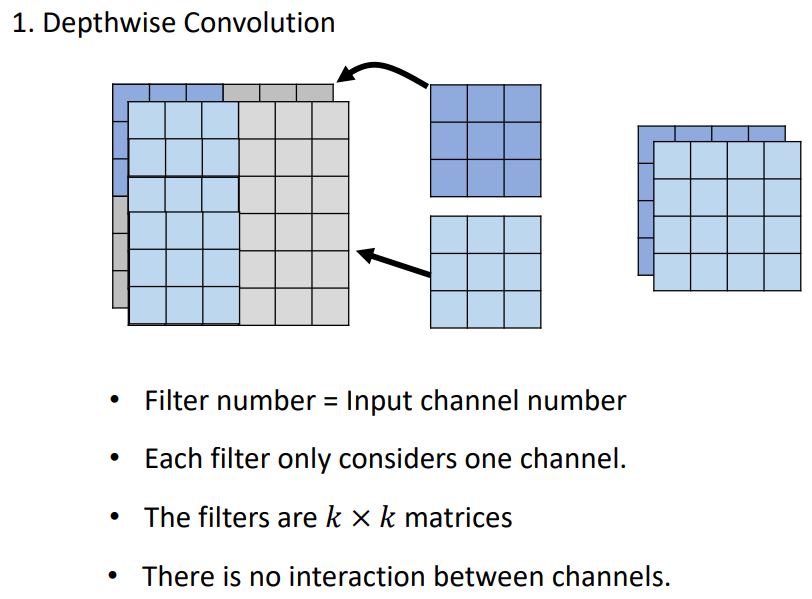 1. Depthwise Convolution
• Filter number = Input channel number
• Each filter only considers one channel.
• The filters are 𝑘 × 𝑘 matrices
• There is no interaction between channels.